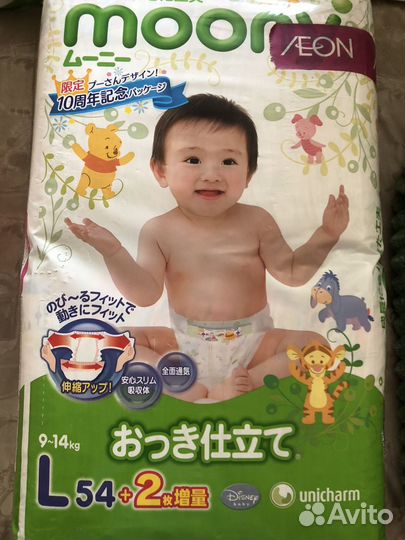 moony
ÆON
ムーニー
限定 プーさんデザイン!
10周年記念パッケージ
のび〜るフィットで
動きにフィット
伸縮アップ!
安心スリム
吸収体
全面通気
9~14kg
おっき仕立て
L54+2枚増量
Disney
baby
unicharm
Avito